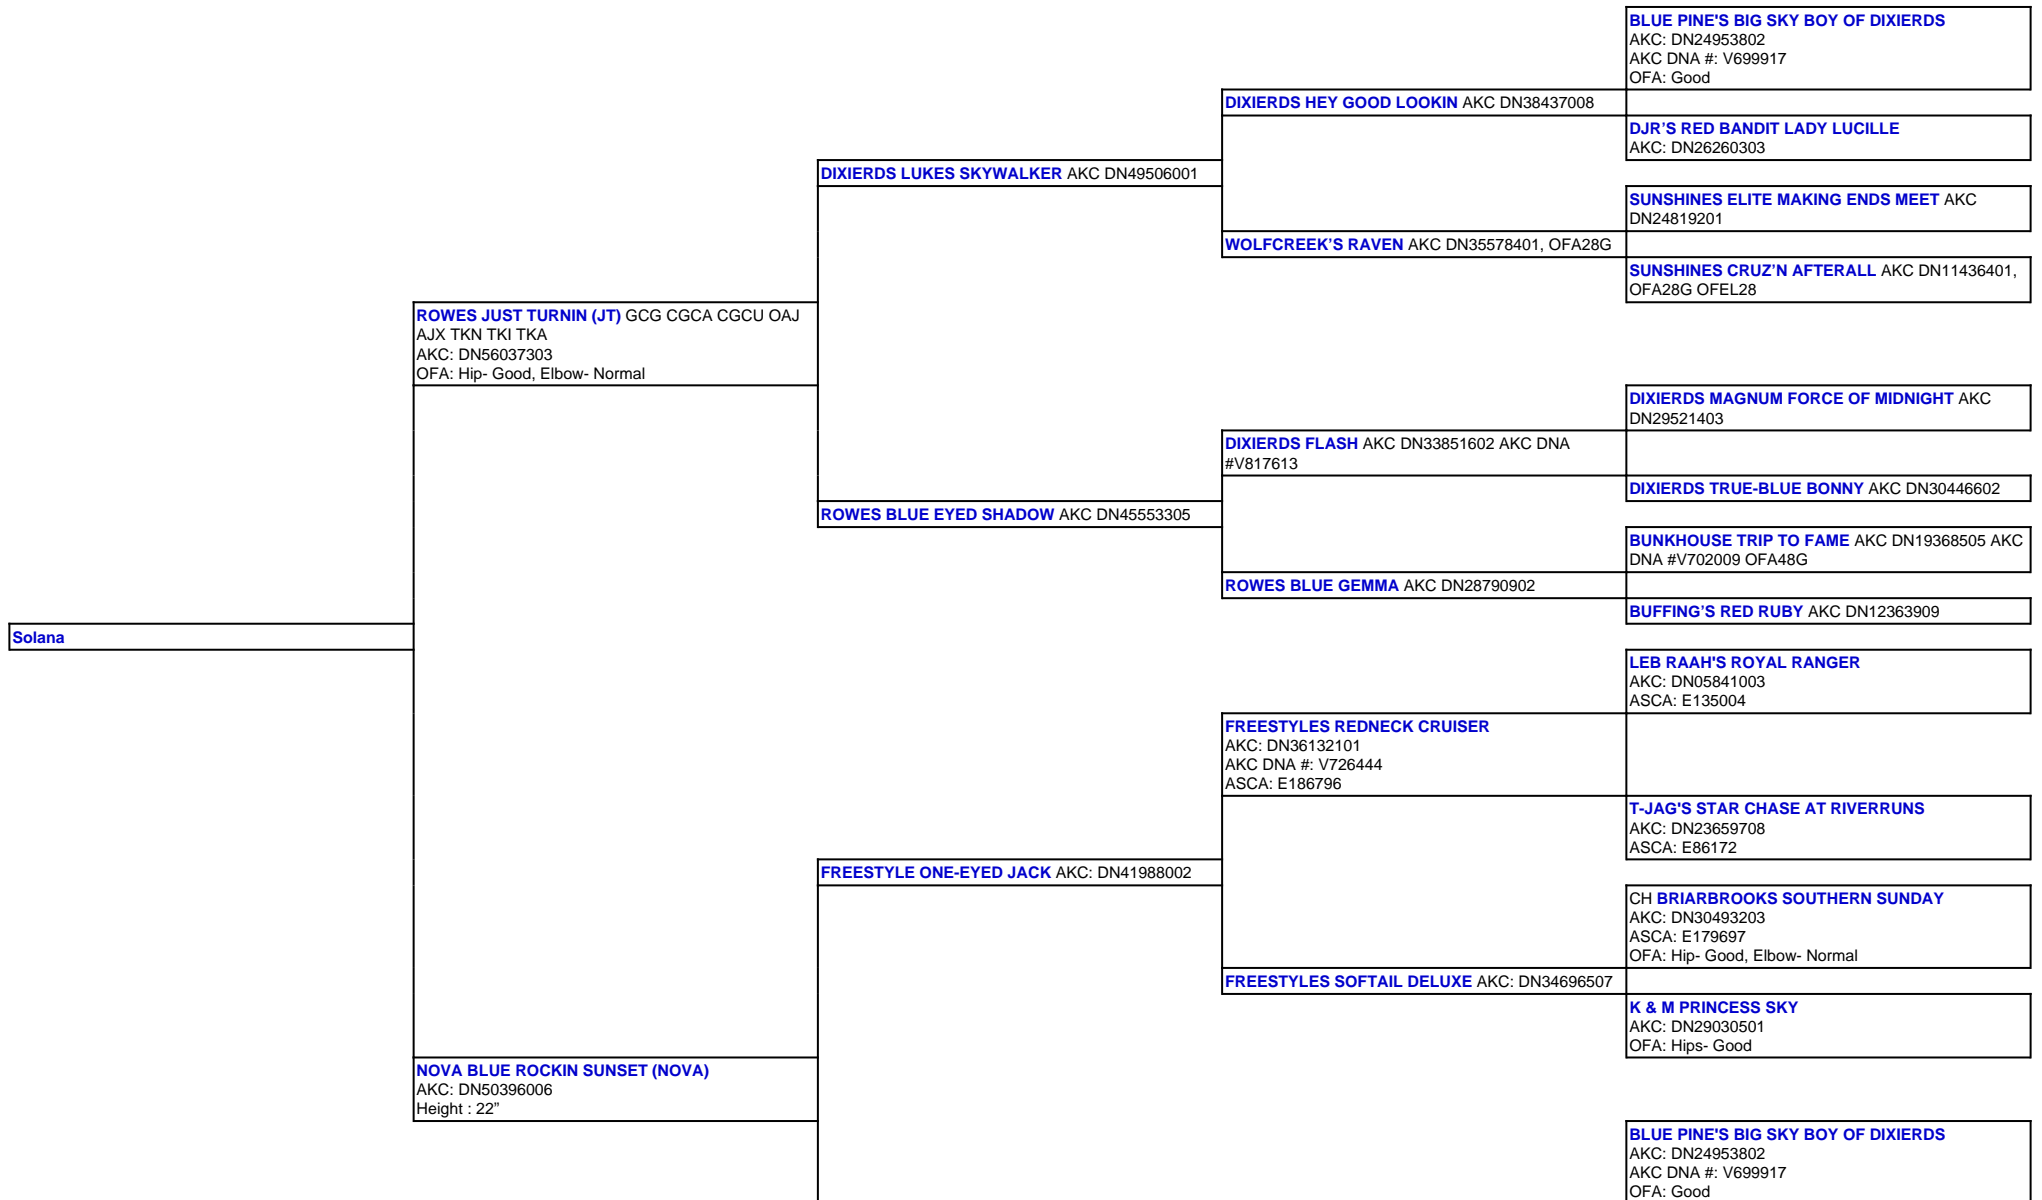 BLUE PINE'S BIG SKY BOY OF DIXIERDS
AKC: DN24953802
AKC DNA #: V699917
OFA: Good
DIXIERDS HEY GOOD LOOKIN AKC DN38437008
DJR’S RED BANDIT LADY LUCILLE
AKC: DN26260303
DIXIERDS LUKES SKYWALKER AKC DN49506001
SUNSHINES ELITE MAKING ENDS MEET AKC
DN24819201
WOLFCREEK’S RAVEN AKC DN35578401, OFA28G
SUNSHINES CRUZ’N AFTERALL AKC DN11436401,
OFA28G OFEL28
ROWES JUST TURNIN (JT) GCG CGCA CGCU OAJ
AJX TKN TKI TKA
AKC: DN56037303
OFA: Hip- Good, Elbow- Normal
DIXIERDS MAGNUM FORCE OF MIDNIGHT AKC
DN29521403
DIXIERDS FLASH AKC DN33851602 AKC DNA
#V817613
DIXIERDS TRUE-BLUE BONNY AKC DN30446602
ROWES BLUE EYED SHADOW AKC DN45553305
BUNKHOUSE TRIP TO FAME AKC DN19368505 AKC
DNA #V702009 OFA48G
ROWES BLUE GEMMA AKC DN28790902
BUFFING’S RED RUBY AKC DN12363909
Solana
LEB RAAH'S ROYAL RANGER
AKC: DN05841003
ASCA: E135004
FREESTYLES REDNECK CRUISER
AKC: DN36132101
AKC DNA #: V726444
ASCA: E186796
T-JAG'S STAR CHASE AT RIVERRUNS
AKC: DN23659708
ASCA: E86172
FREESTYLE ONE-EYED JACK AKC: DN41988002
CH BRIARBROOKS SOUTHERN SUNDAY
AKC: DN30493203
ASCA: E179697
OFA: Hip- Good, Elbow- Normal
FREESTYLES SOFTAIL DELUXE AKC: DN34696507
K & M PRINCESS SKY
AKC: DN29030501
OFA: Hips- Good
NOVA BLUE ROCKIN SUNSET (NOVA)
AKC: DN50396006
Height : 22”
BLUE PINE'S BIG SKY BOY OF DIXIERDS
AKC: DN24953802
AKC DNA #: V699917
OFA: Good